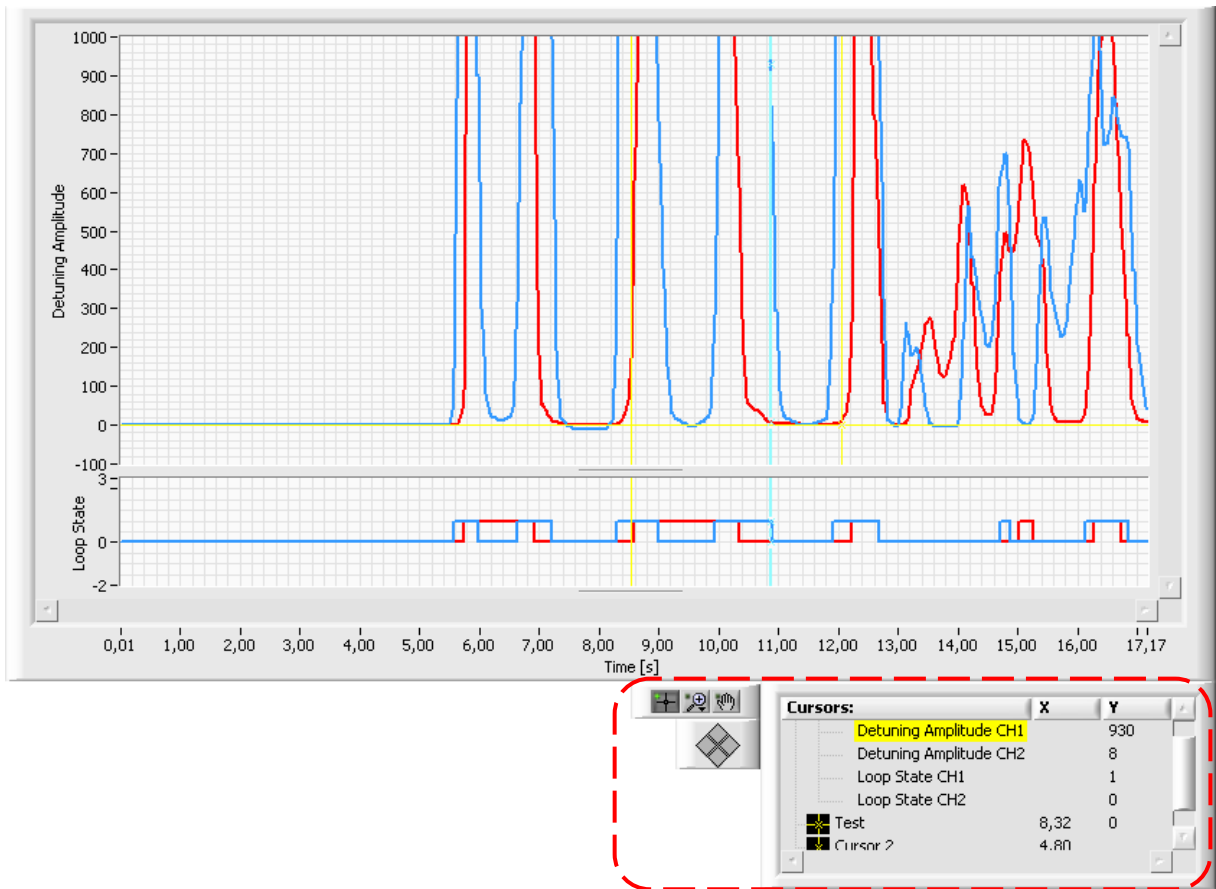 1000
900
800
700
600
500
400
300
200
100
0
-100
Detuning Amplitude
3
0
-2
Loop State
0,01 1,00 2,00 3,00 4,00 5,00 6,00 7,00 8,00 9,00 10,00 11,00 12,00 13,00 14,00 15,00 16,00 17,17
Time [s]
Cursors: X Y
Detuning Amplitude CH1 930
Detuning Amplitude CH2 8
Loop State CH1 1
Loop State CH2 0
Test 8,32 0
Cursor 2 4,80